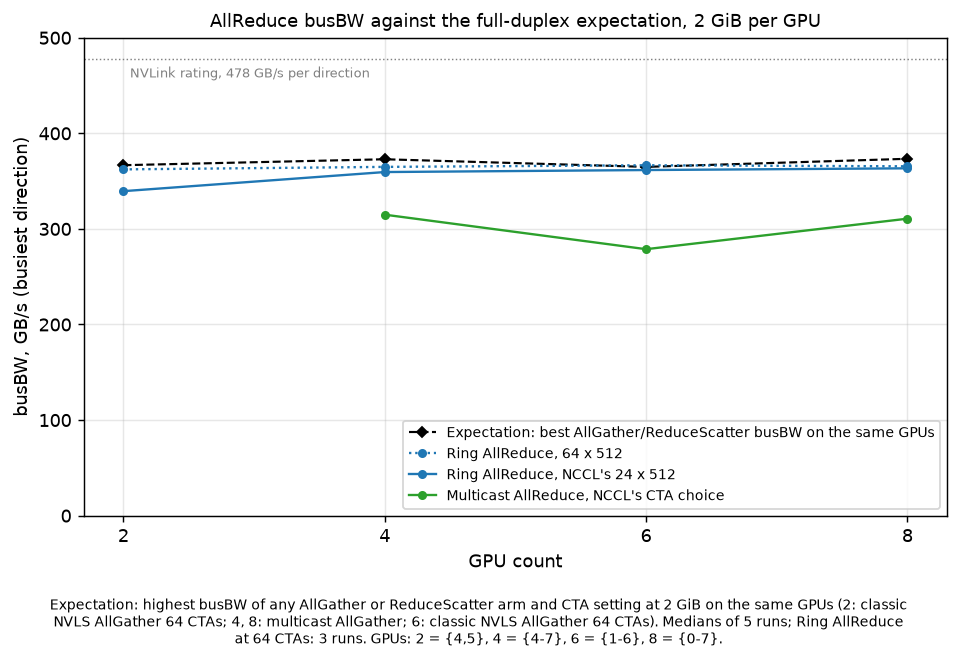 AllReduce busBW against the full-duplex expectation, 2 GiB per GPU
500
NVLink rating, 478 GB/s per direction
400
300
200
100
0
busBW, GB/s (busiest direction)
Expectation: best AllGather/ReduceScatter busBW on the same GPUs
Ring AllReduce, 64 x 512
Ring AllReduce, NCCL's 24 x 512
Multicast AllReduce, NCCL's CTA choice
2 4 6 8
GPU count
Expectation: highest busBW of any AllGather or ReduceScatter arm and CTA setting at 2 GiB on the same GPUs (2: classic
NVLS AllGather 64 CTAs; 4, 8: multicast AllGather; 6: classic NVLS AllGather 64 CTAs). Medians of 5 runs; Ring AllReduce
at 64 CTAs: 3 runs. GPUs: 2 = {4,5}, 4 = {4-7}, 6 = {1-6}, 8 = {0-7}.